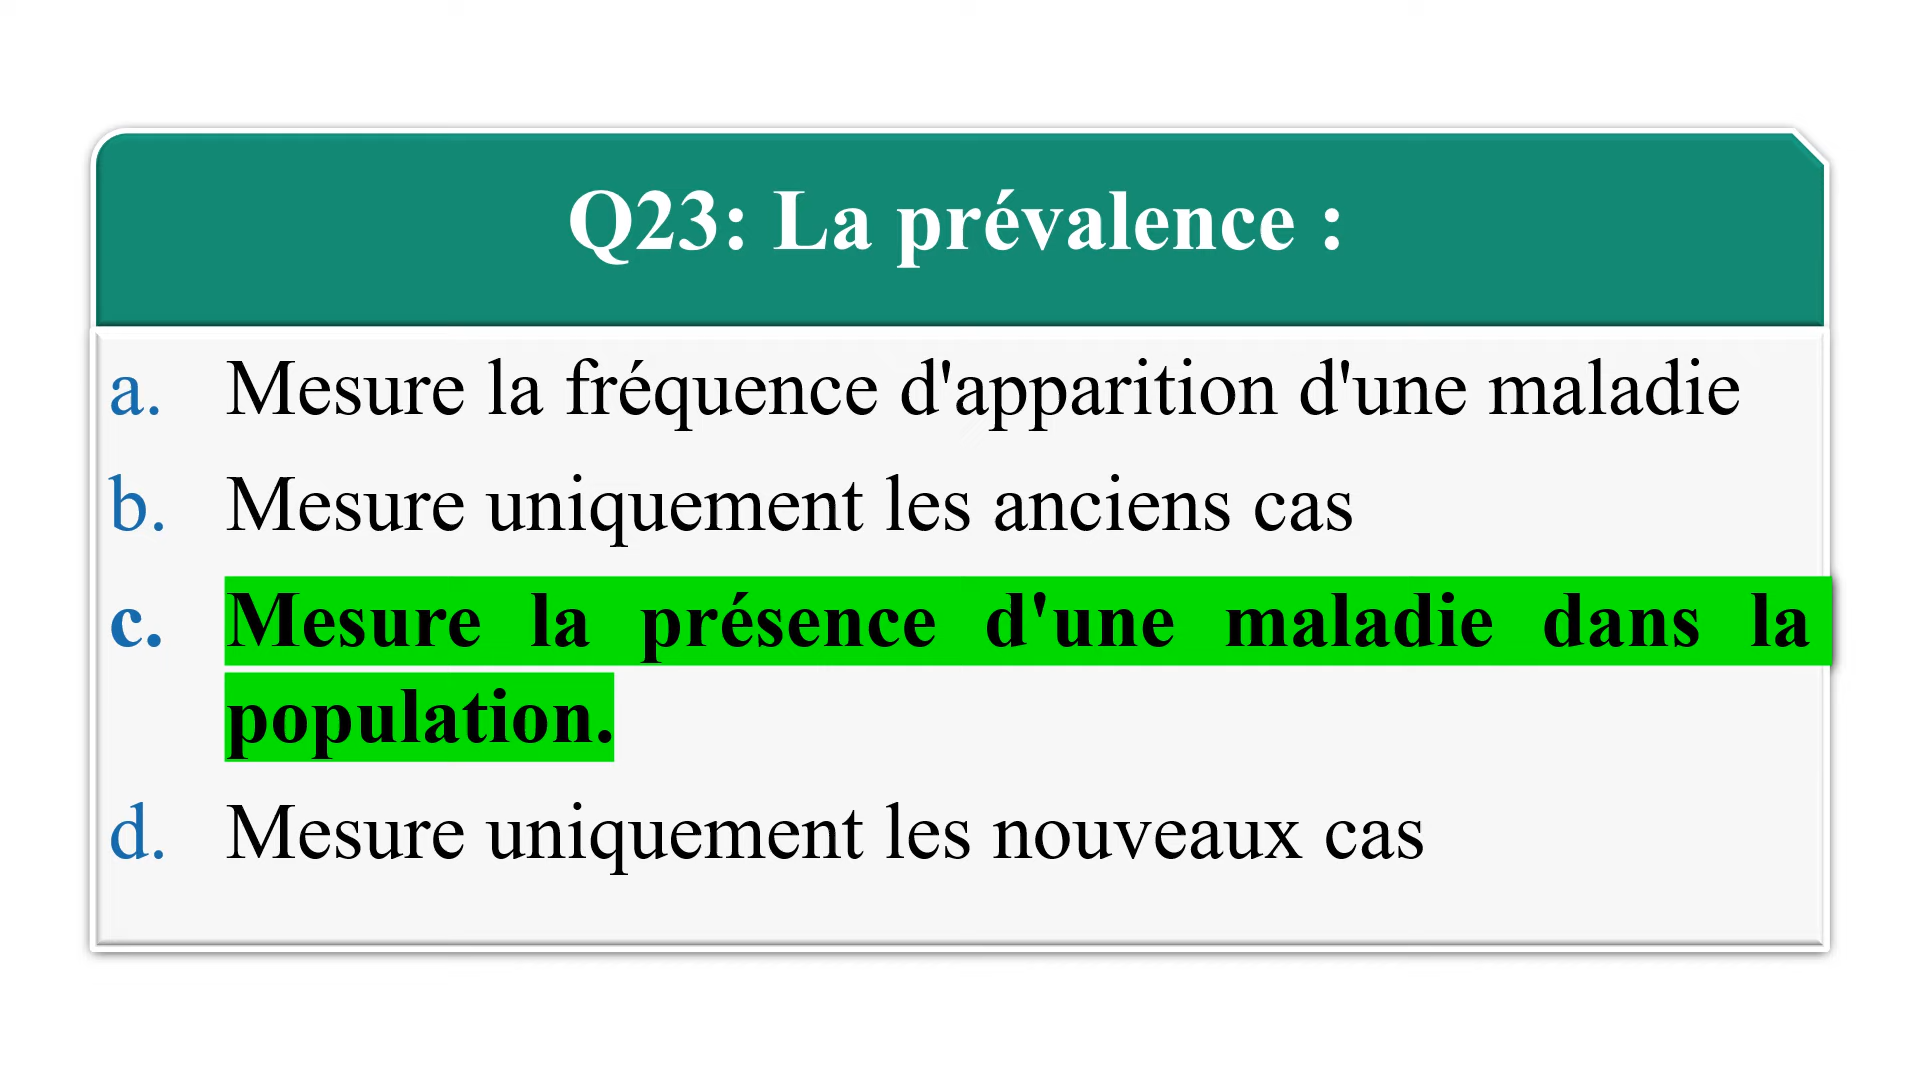 Q23: La prévalence :
a. Mesure la fréquence d'apparition d'une maladie
b. Mesure uniquement les anciens cas
c. Mesure la présence d'une maladie dans la
population.
d. Mesure uniquement les nouveaux cas